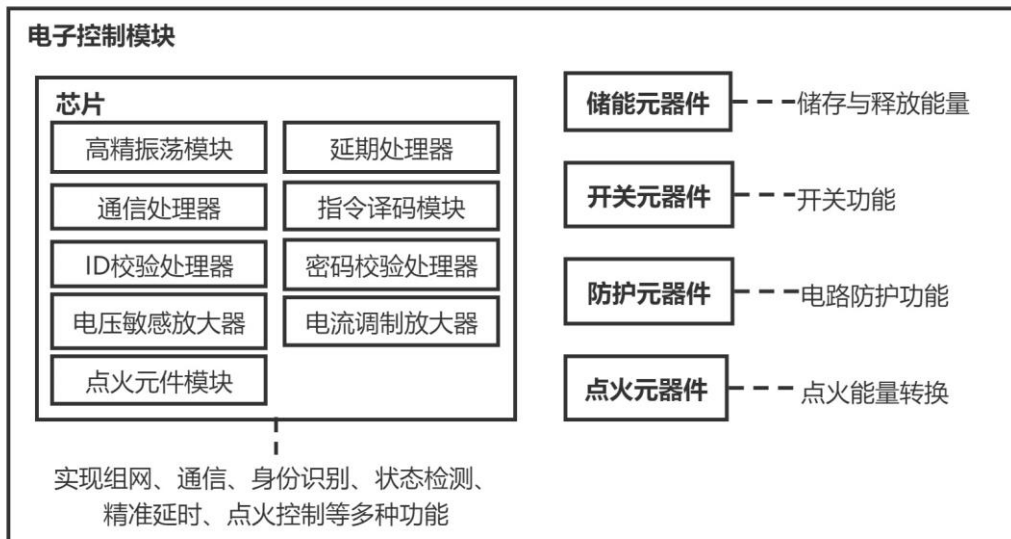 电子控制模块
芯片
高精振荡模块
延期处理器
通信处理器
指令译码模块
ID校验处理器
密码校验处理器
电压敏感放大器
电流调制放大器
点火元件模块
实现组网、通信、身份识别、状态检测、
精准延时、点火控制等多种功能
储能元器件
储存与释放能量
开关元器件
开关功能
防护元器件
电路防护功能
点火元器件
点火能量转换